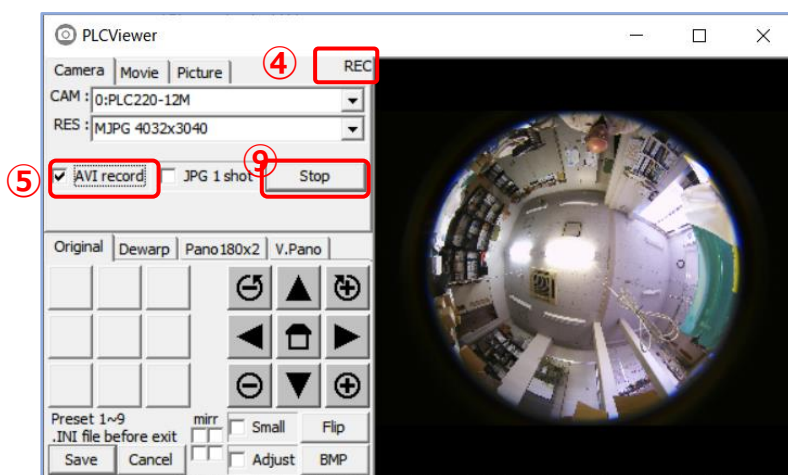 PLCViewer
④ REC
Camera Movie Picture
CAM : 0:PLC220-12M
RES : MJPG 4032x3040
⑤ AVI record JPG 1 shot ⑨ Stop
Original Dewarp Pano180x2 V.Pano
Preset 1~9 mirr Small Flip
.INI file before exit
Save Cancel Adjust BMP